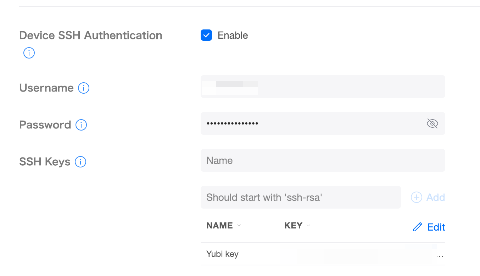 Device SSH Authentication
Enable
Username
Password ••••••••••••••
SSH Keys
Name
Should start with 'ssh-rsa'
Add
NAME KEY
Edit
Yubi key ...